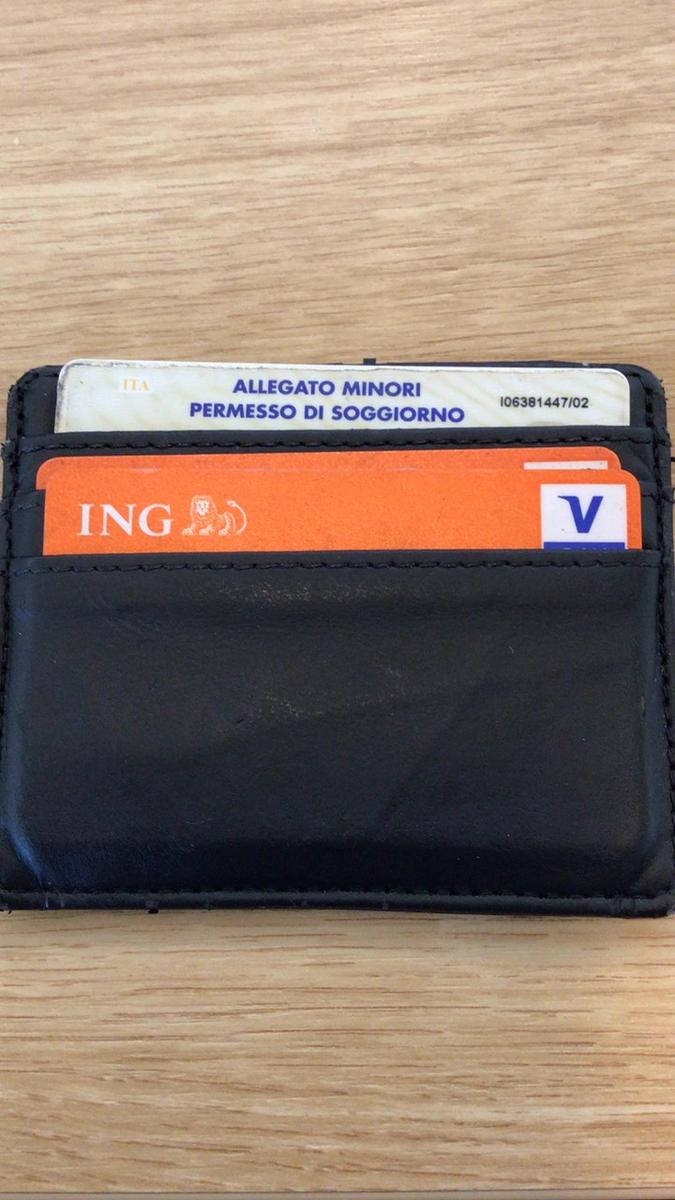 ITA
ALLEGATO MINORI
PERMESSO DI SOGGIORNO
I06381447/02
ING
V